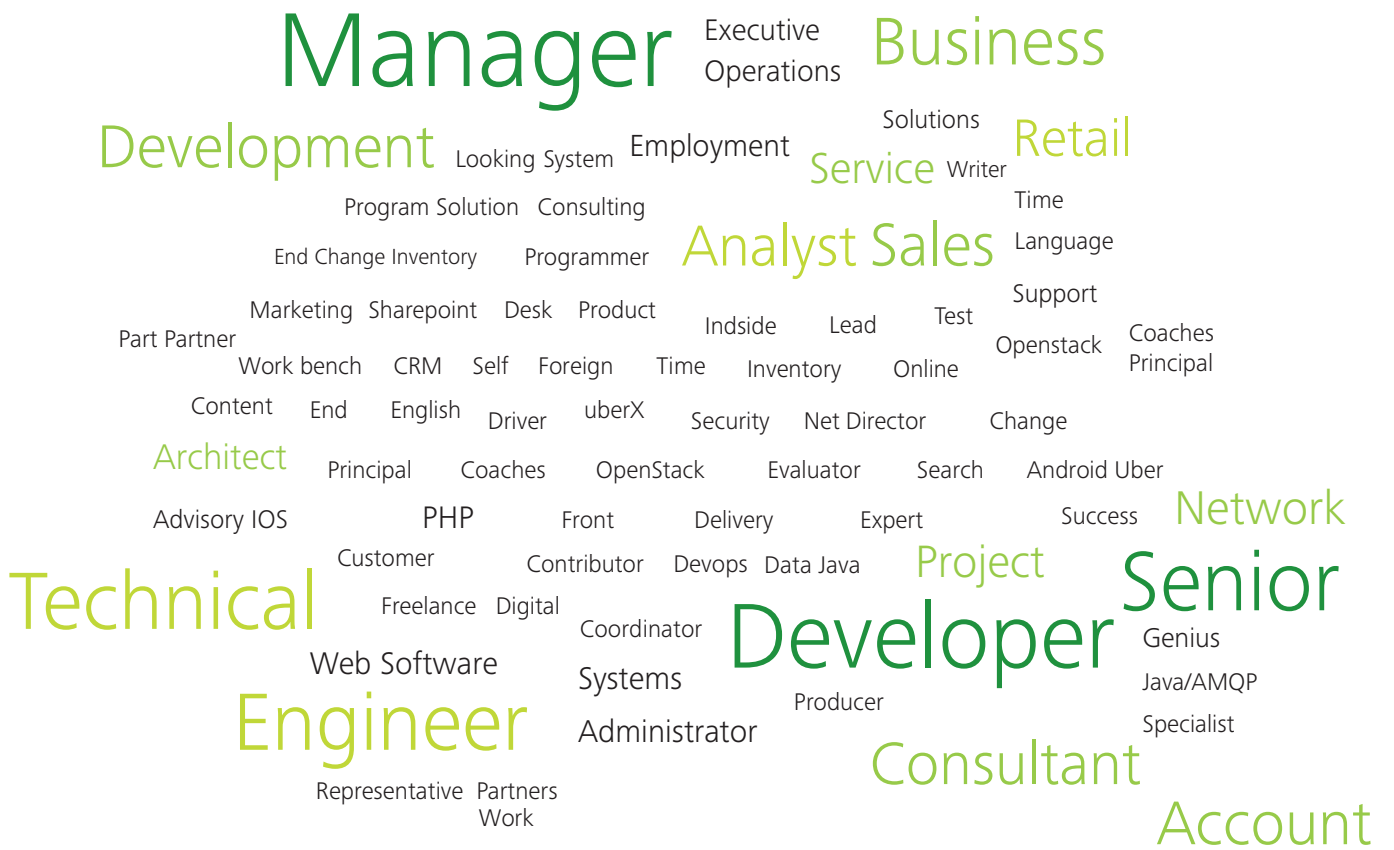 Manager
Executive
Operations
Business
Development
Looking System
Employment
Solutions
Service
Writer
Retail
Program Solution
Consulting
Time
End Change Inventory
Programmer
Analyst
Sales
Language
Marketing
Sharepoint
Desk
Product
Indside
Lead
Test
Support
Part Partner
Openstack
Coaches
Principal
Work bench
CRM
Self
Foreign
Time
Inventory
Online
Content
End
English
Driver
uberX
Security
Net Director
Change
Architect
Principal
Coaches
OpenStack
Evaluator
Search
Android Uber
Advisory IOS
PHP
Front
Delivery
Expert
Success
Network
Customer
Contributor
Devops
Data Java
Project
Senior
Technical
Freelance
Digital
Coordinator
Developer
Genius
Web Software
Systems
Producer
Java/AMQP
Engineer
Administrator
Specialist
Consultant
Representative
Partners
Work
Account